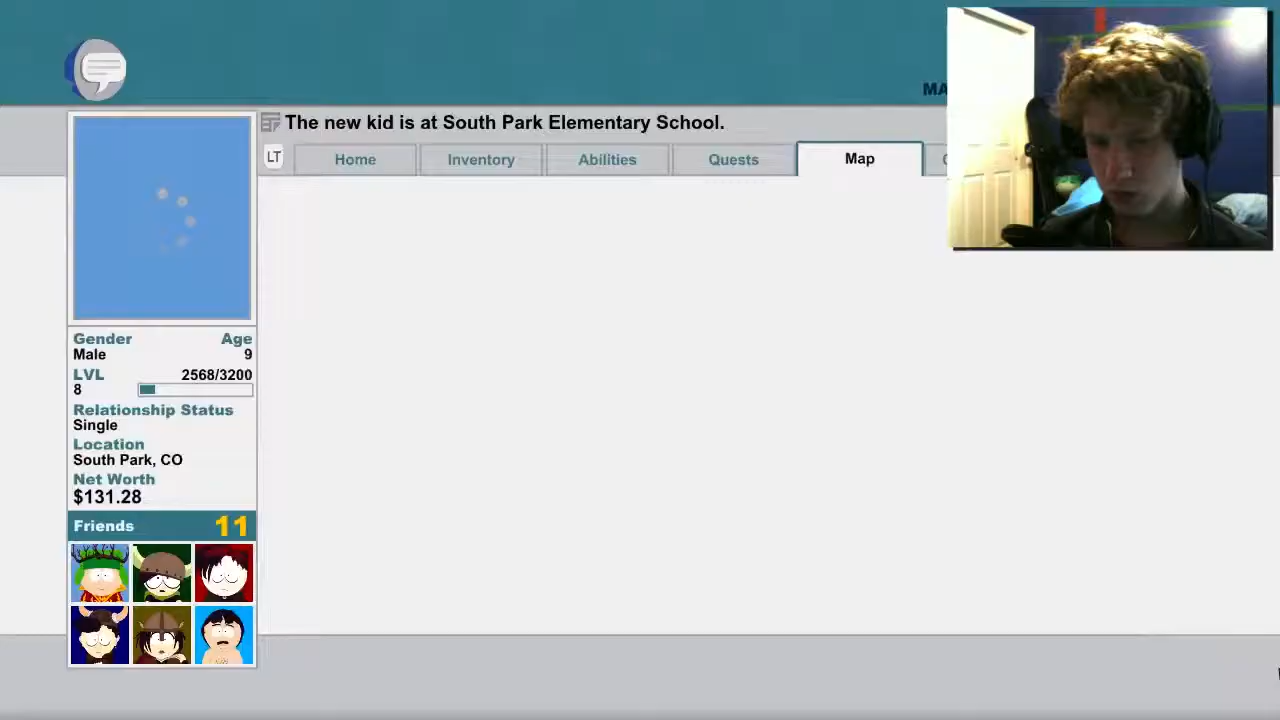 MA
The new kid is at South Park Elementary School.
LT
Home
Inventory
Abilities
Quests
Map
Gender Age
Male 9
LVL 2568/3200
8
Relationship Status
Single
Location
South Park, CO
Net Worth
$131.28
Friends 11